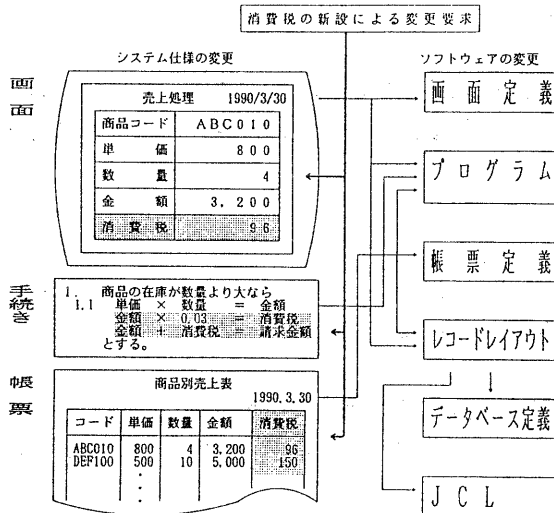 消費税の新設による変更要求
システム仕様の変更
ソフトウェアの変更
画面
売上処理 1990/3/30
商品コード ABC010
単価 800
数量 4
金額 3,200
消費税 96
手続き
1. 商品の在庫が数量より大なら
1.1 単価 × 数量 = 金額
金額 × 0.03 = 消費税
金額 + 消費税 = 請求金額
とする。
帳票
商品別売上表
1990.3.30
コード 単価 数量 金額 消費税
ABC010 800 4 3,200 96
DEF100 500 10 5,000 150
画面定義
プログラム
帳票定義
レコードレイアウト
データベース定義
JCL